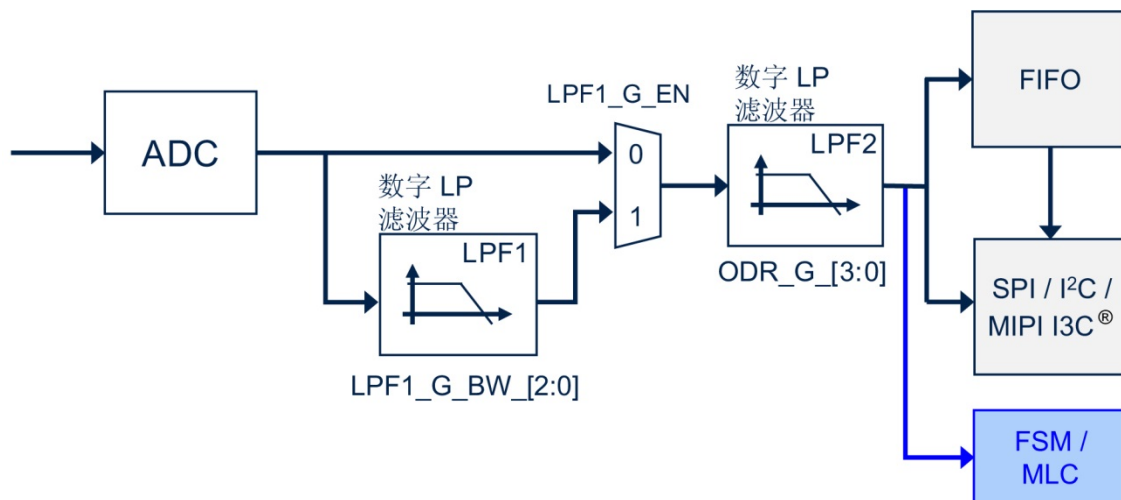 ADC
数字 LP
滤波器
LPF1
LPF1_G_BW_[2:0]
LPF1_G_EN
0
1
数字 LP
滤波器
LPF2
ODR_G_[3:0]
FIFO
SPI / I²C /
MIPI I3C®
FSM /
MLC